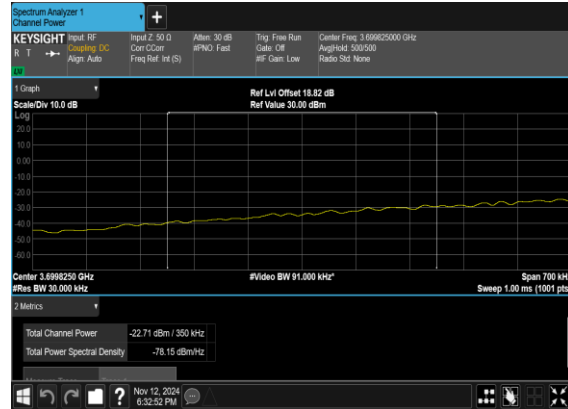 Spectrum Analyzer 1
Channel Power
+
KEYSIGHT Input: RF Input Z: 50 Ω Atten: 30 dB Trig: Free Run Center Freq: 3.699825000 GHz
R T Coupling: DC Corr CCorr #PNO: Fast Gate: Off Avg|Hold: 500/500
Align: Auto Freq Ref: Int (S) #IF Gain: Low Radio Std: None
1 Graph
Ref Lvl Offset 18.82 dB
Scale/Div 10.0 dB Ref Value 30.00 dBm
Log
20.0
10.0
0.00
-10.0
-20.0
-30.0
-40.0
-50.0
-60.0
Center 3.6998250 GHz #Video BW 91.000 kHz* Span 700 kH
#Res BW 30.000 kHz Sweep 1.00 ms (1001 pts
2 Metrics
Total Channel Power -22.71 dBm / 350 kHz
Total Power Spectral Density -78.15 dBm/Hz
?
Nov 12, 2024
6:32:52 PM